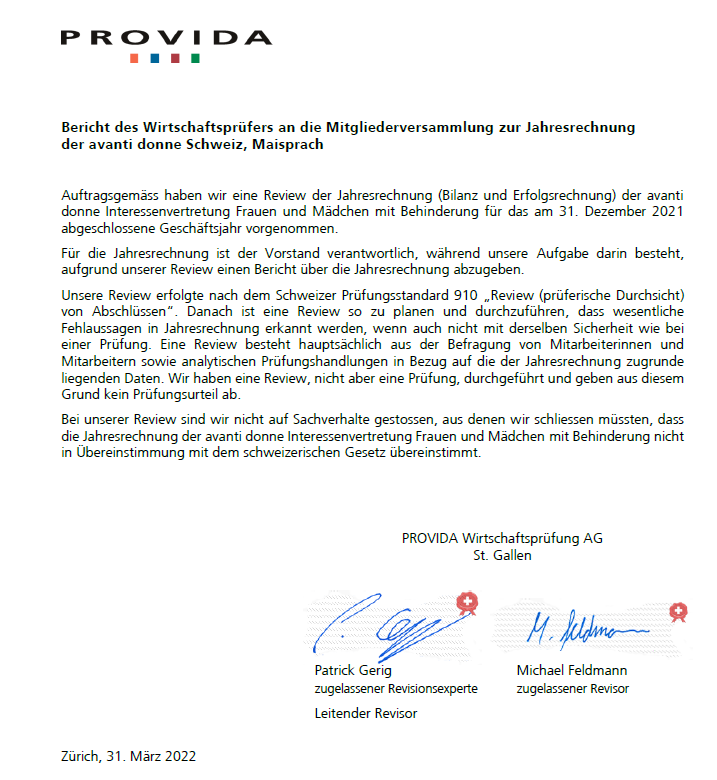 PROVIDA
Bericht des Wirtschaftsprüfers an die Mitgliederversammlung zur Jahresrechnung
der avanti donne Schweiz, Maisprach
Auftragsgemäss haben wir eine Review der Jahresrechnung (Bilanz und Erfolgsrechnung) der avanti
donne Interessenvertretung Frauen und Mädchen mit Behinderung für das am 31. Dezember 2021
abgeschlossene Geschäftsjahr vorgenommen.
Für die Jahresrechnung ist der Vorstand verantwortlich, während unsere Aufgabe darin besteht,
aufgrund unserer Review einen Bericht über die Jahresrechnung abzugeben.
Unsere Review erfolgte nach dem Schweizer Prüfungsstandard 910 „Review (prüferische Durchsicht)
von Abschlüssen“. Danach ist eine Review so zu planen und durchzuführen, dass wesentliche
Fehlaussagen in Jahresrechnung erkannt werden, wenn auch nicht mit derselben Sicherheit wie bei
einer Prüfung. Eine Review besteht hauptsächlich aus der Befragung von Mitarbeiterinnen und
Mitarbeitern sowie analytischen Prüfungshandlungen in Bezug auf die der Jahresrechnung zugrunde
liegenden Daten. Wir haben eine Review, nicht aber eine Prüfung, durchgeführt und geben aus diesem
Grund kein Prüfungsurteil ab.
Bei unserer Review sind wir nicht auf Sachverhalte gestossen, aus denen wir schliessen müssten, dass
die Jahresrechnung der avanti donne Interessenvertretung Frauen und Mädchen mit Behinderung nicht
in Übereinstimmung mit dem schweizerischen Gesetz übereinstimmt.
PROVIDA Wirtschaftsprüfung AG
St. Gallen
M. Feldmann
Patrick Gerig
Michael Feldmann
zugelassener Revisionsexperte
zugelassener Revisor
Leitender Revisor
Zürich, 31. März 2022